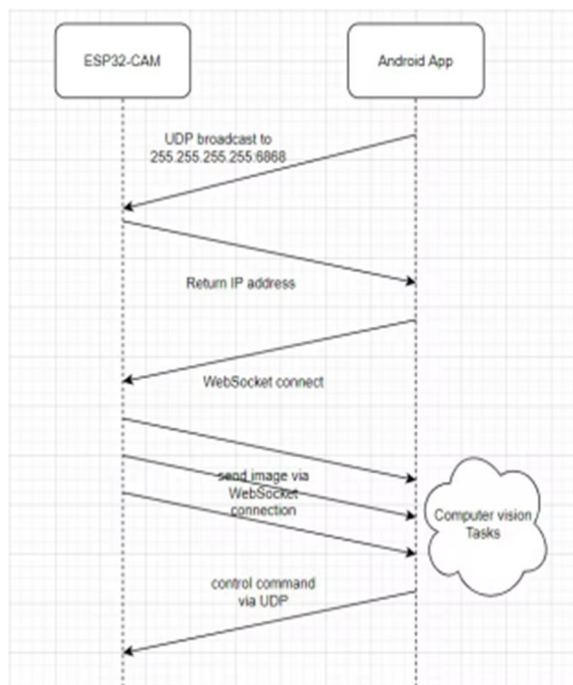 ESP32-CAM
Android App
UDP broadcast to
255.255.255.255:6868
Return IP address
WebSocket connect
send image via
WebSocket
connection
Computer vision
Tasks
control command
via UDP